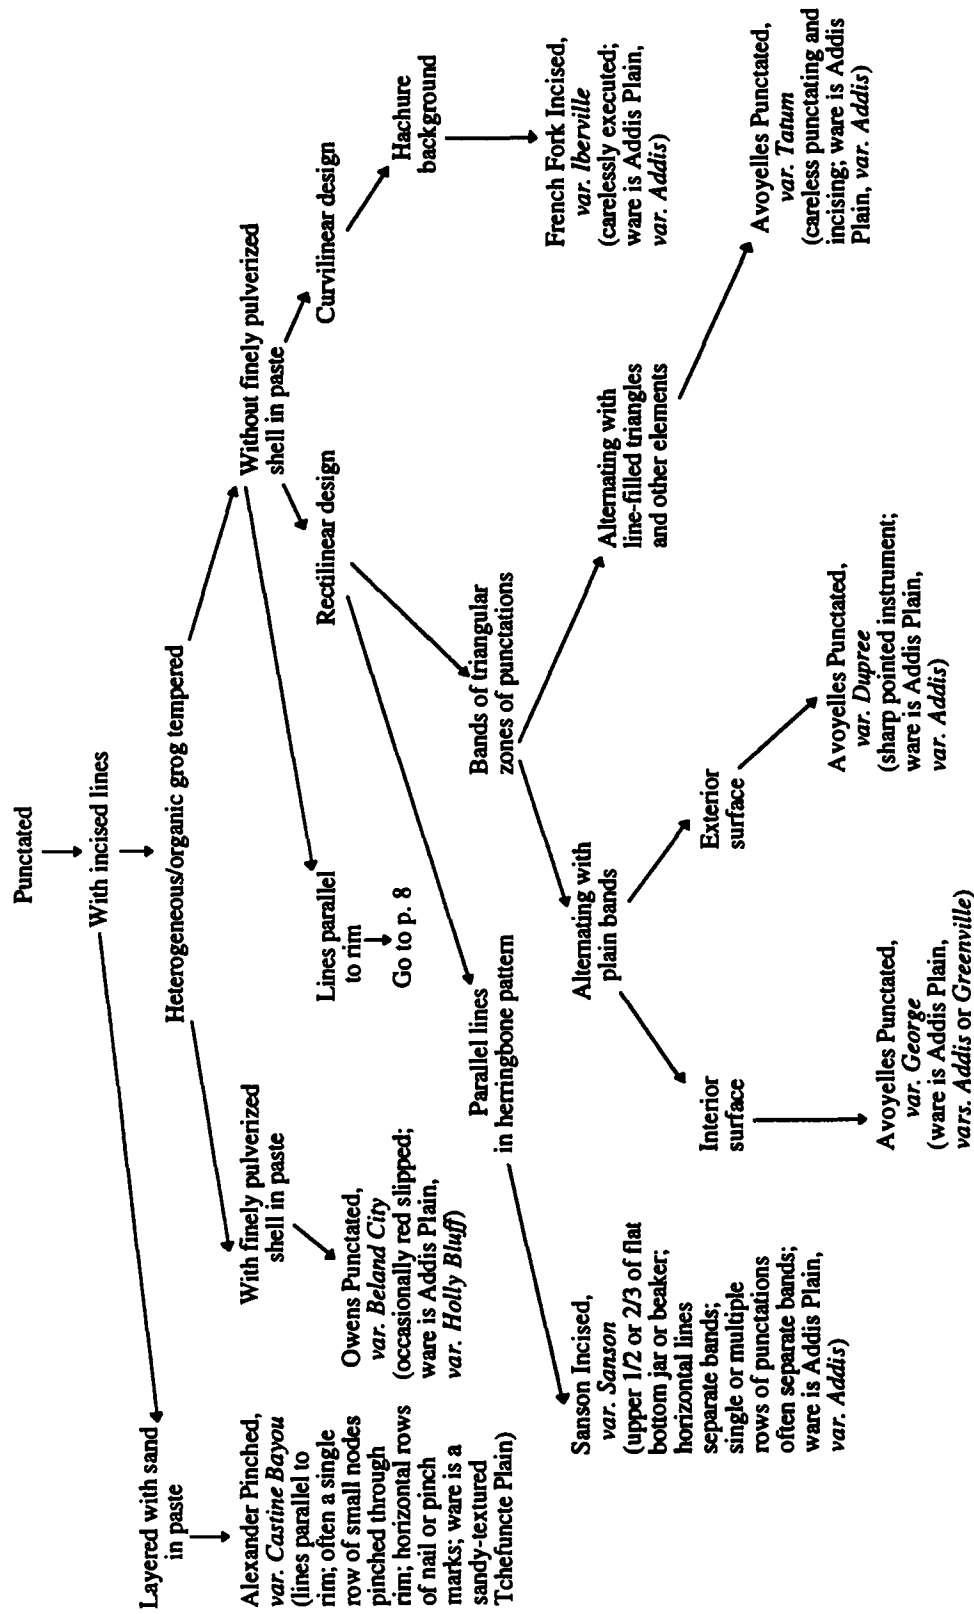 Punctated
With incised lines
Layered with sand
in paste
Heterogeneous/organic grog tempered
Alexander Pinched,
var. Castine Bayou
(lines parallel to
rim; often a single
row of small nodes
pinched through
rim; horizontal rows
of nail or pinch
marks; ware is a
sandy-textured
Tchefuncte Plain)
With finely pulverized
shell in paste
Without finely pulverized
shell in paste
Owens Punctated,
var. Beland City
(occasionally red slipped;
ware is Addis Plain,
var. Holly Bluff)
Lines parallel
to rim
Go to p. 8
Rectilinear design
Curvilinear design
Hachure
background
Parallel lines
in herringbone pattern
Bands of triangular
zones of punctations
French Fork Incised,
var. Iberville
(carelessly executed;
ware is Addis Plain,
var. Addis)
Sanson Incised,
var. Sanson
(upper 1/2 or 2/3 of flat
bottom jar or beaker;
horizontal lines
separate bands;
single or multiple
rows of punctations
often separate bands;
ware is Addis Plain,
var. Addis)
Alternating with
plain bands
Alternating with
line-filled triangles
and other elements
Interior
surface
Exterior
surface
Avoyelles Punctated,
var. Tatum
(careless punctating and
incising; ware is Addis
Plain, var. Addis)
Avoyelles Punctated,
var. George
(ware is Addis Plain,
vars. Addis or Greenville)
Avoyelles Punctated,
var. Dupree
(sharp pointed instrument;
ware is Addis Plain,
var. Addis)